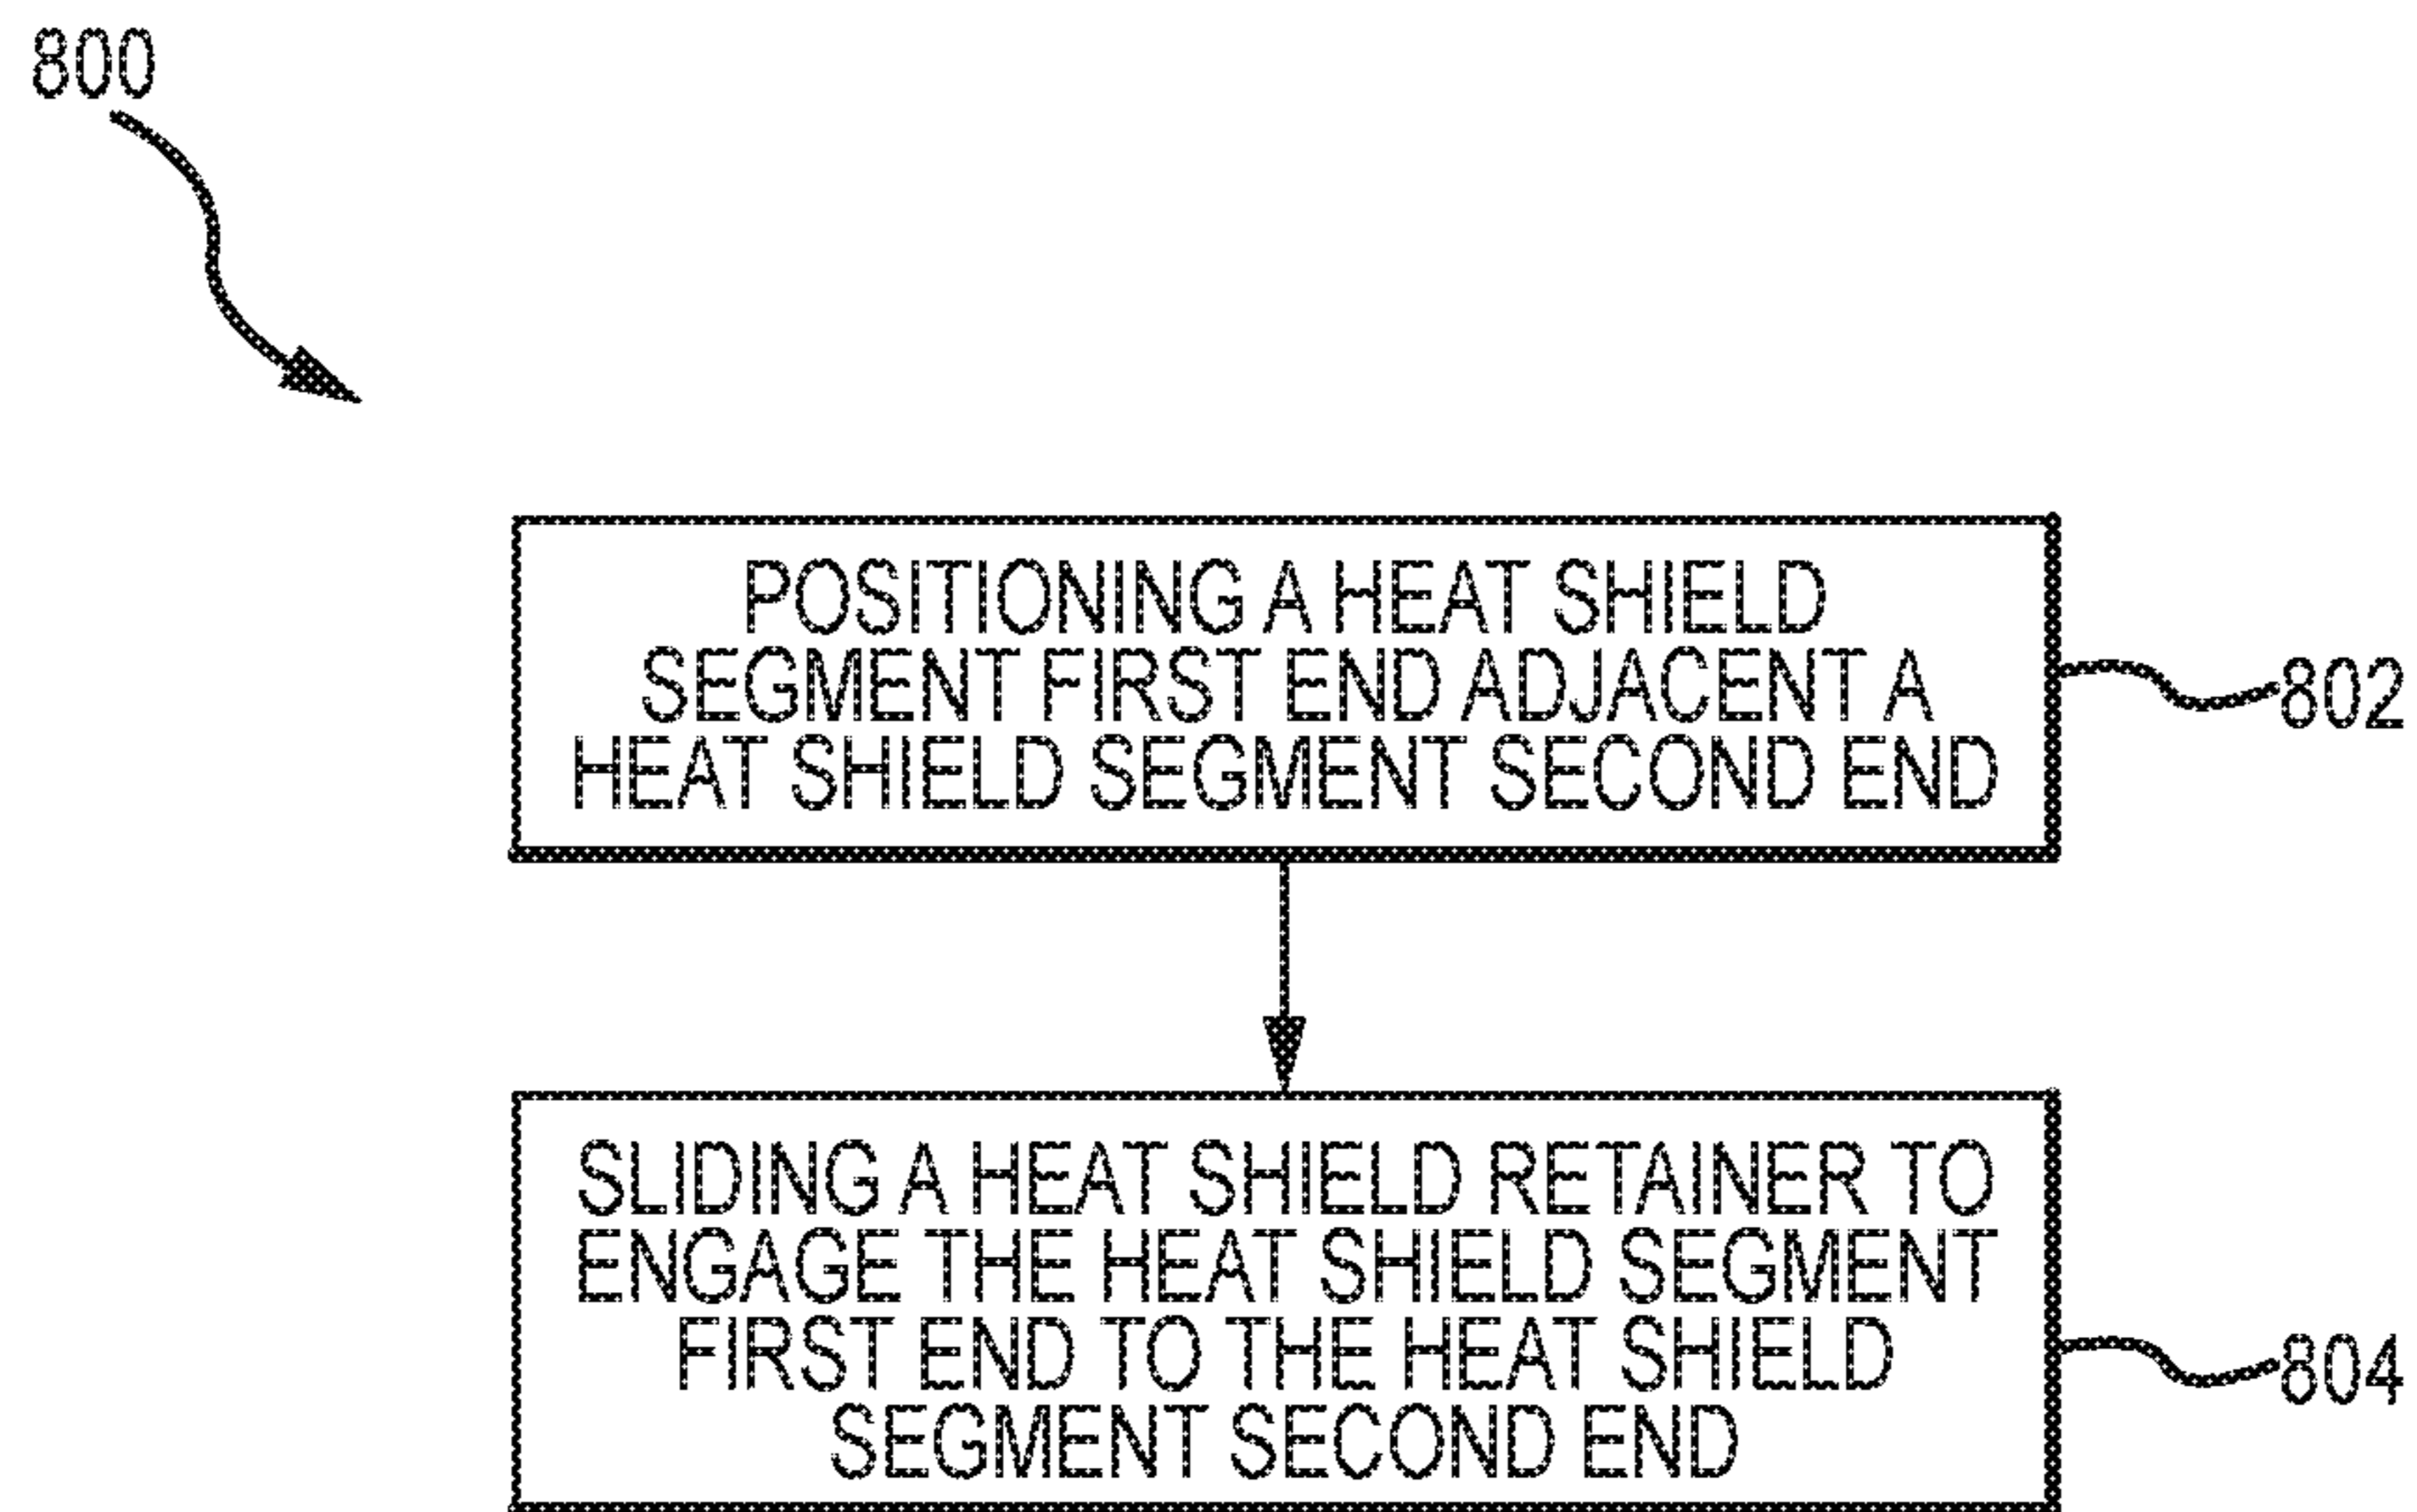 800
POSITIONING A HEAT SHIELD
SEGMENT FIRST END ADJACENT A
HEAT SHIELD SEGMENT SECOND END
802
SLIDING A HEAT SHIELD RETAINER TO
ENGAGE THE HEAT SHIELD SEGMENT
FIRST END TO THE HEAT SHIELD
SEGMENT SECOND END
804